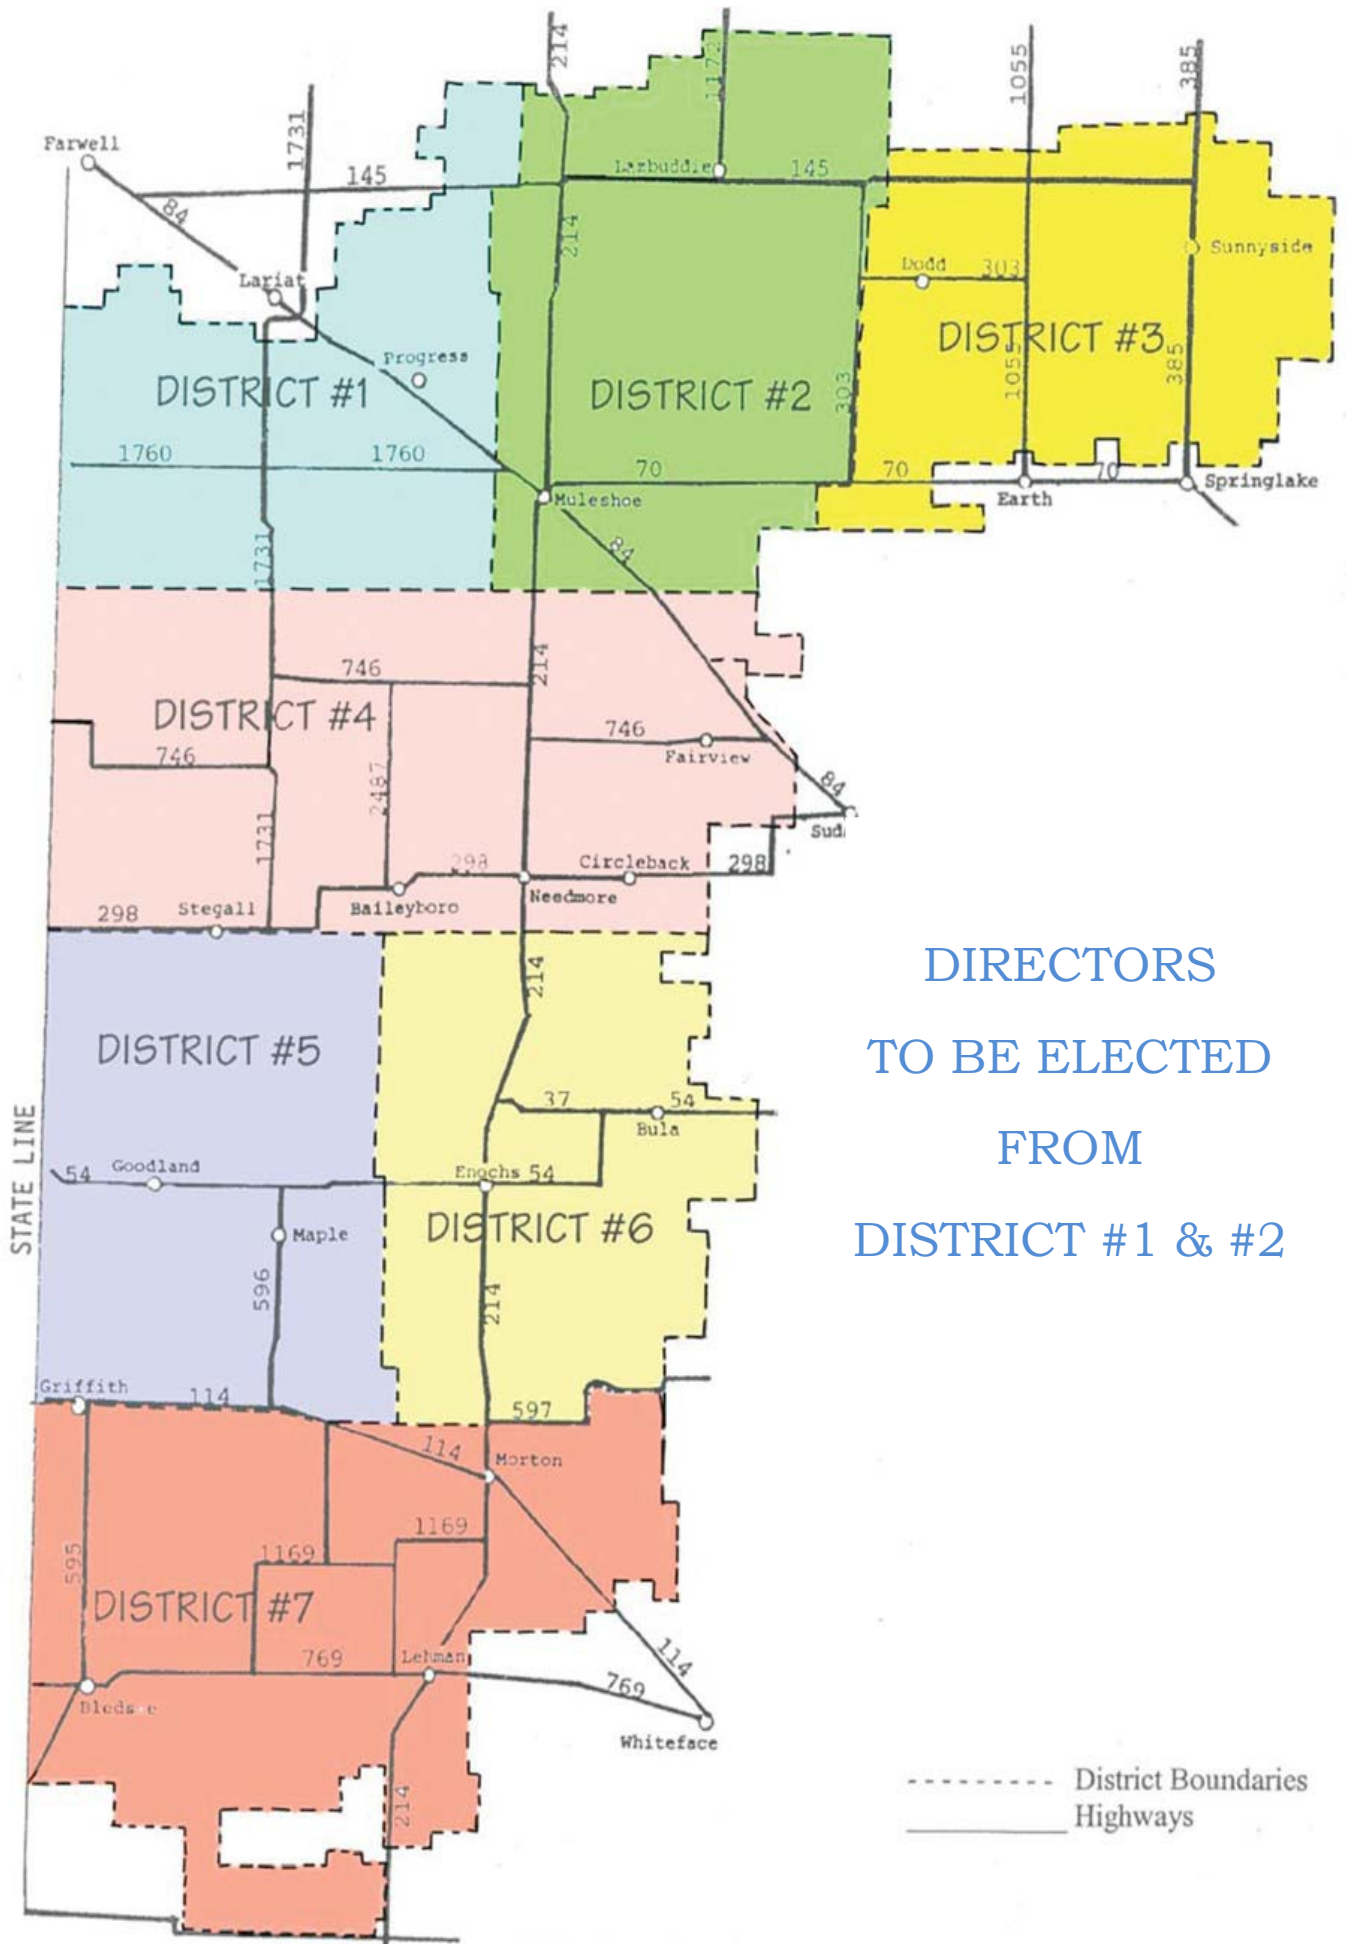 214
1172
1055
385
1731
Farwell
145
Lazbuddie
145
84
214
Sunnyside
Dodd
303
Lariat
DISTRICT #3
1055
385
Progress
DISTRICT #1
DISTRICT #2
303
1760
1760
70
70
70
Muleshoe
Earth
Springlake
84
1731
214
746
DISTRICT #4
746
746
Fairview
2487
84
1731
298
Circleback
298
Stegall
298
Baileyboro
Needmore
DIRECTORS
TO BE ELECTED
FROM
DISTRICT #1 & #2
214
DISTRICT #5
37
54
Bula
STATE LINE
54
Goodland
Enochs
54
Maple
DISTRICT #6
596
214
Griffith
114
597
114
Morton
1169
1169
595
DISTRICT #7
769
Lehman
114
769
Whiteface
214
District Boundaries
Highways